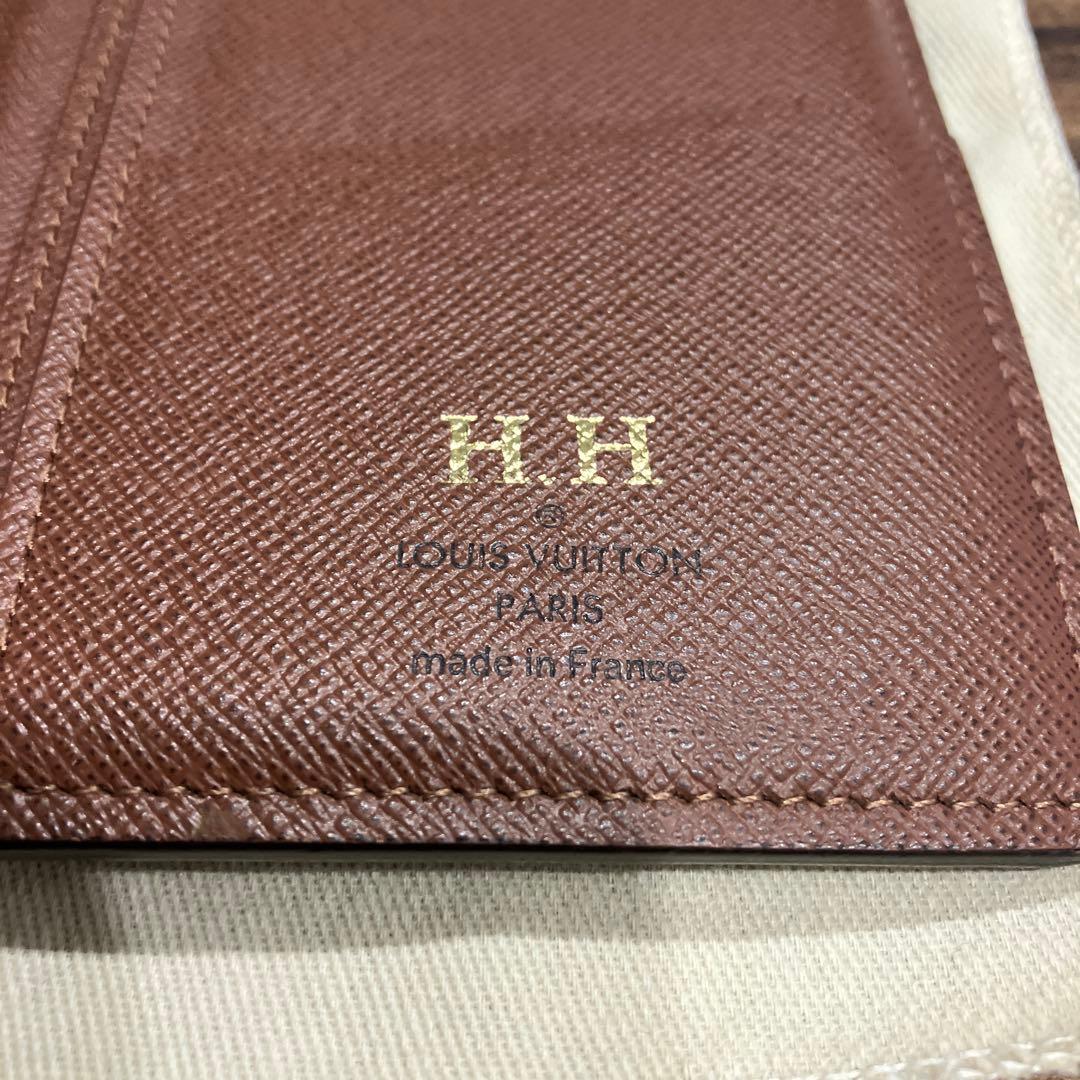 H.H
®
LOUIS VUITTON
PARIS
made in France